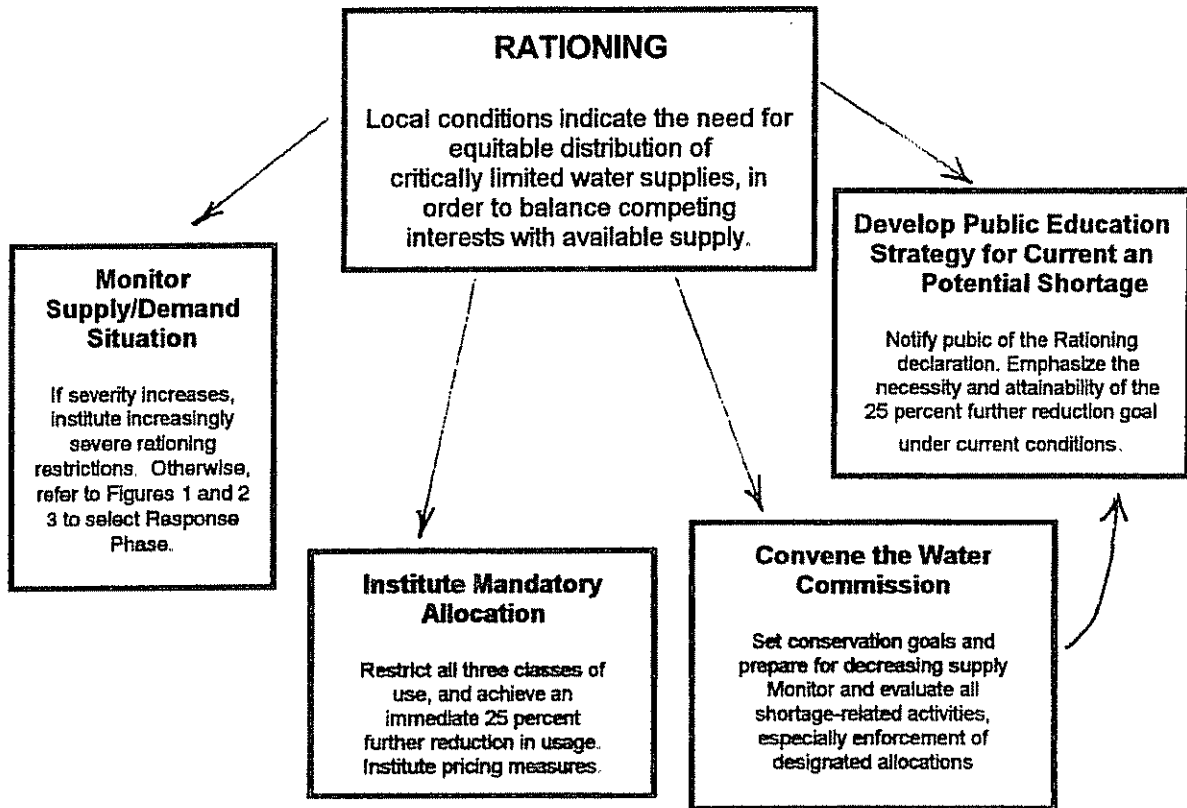 RATIONING
Local conditions indicate the need for
equitable distribution of
critically limited water supplies, in
order to balance competing
interests with available supply.
Monitor
Supply/Demand
Situation
If severity increases,
institute increasingly
severe rationing
restrictions. Otherwise,
refer to Figures 1 and 2
3 to select Response
Phase.
Institute Mandatory
Allocation
Restrict all three classes of
use, and achieve an
immediate 25 percent
further reduction in usage.
Institute pricing measures.
Convene the Water
Commission
Set conservation goals and
prepare for decreasing supply
Monitor and evaluate all
shortage-related activities,
especially enforcement of
designated allocations
Develop Public Education
Strategy for Current an
Potential Shortage
Notify pubic of the Rationing
declaration. Emphasize the
necessity and attainability of the
25 percent further reduction goal
under current conditions.